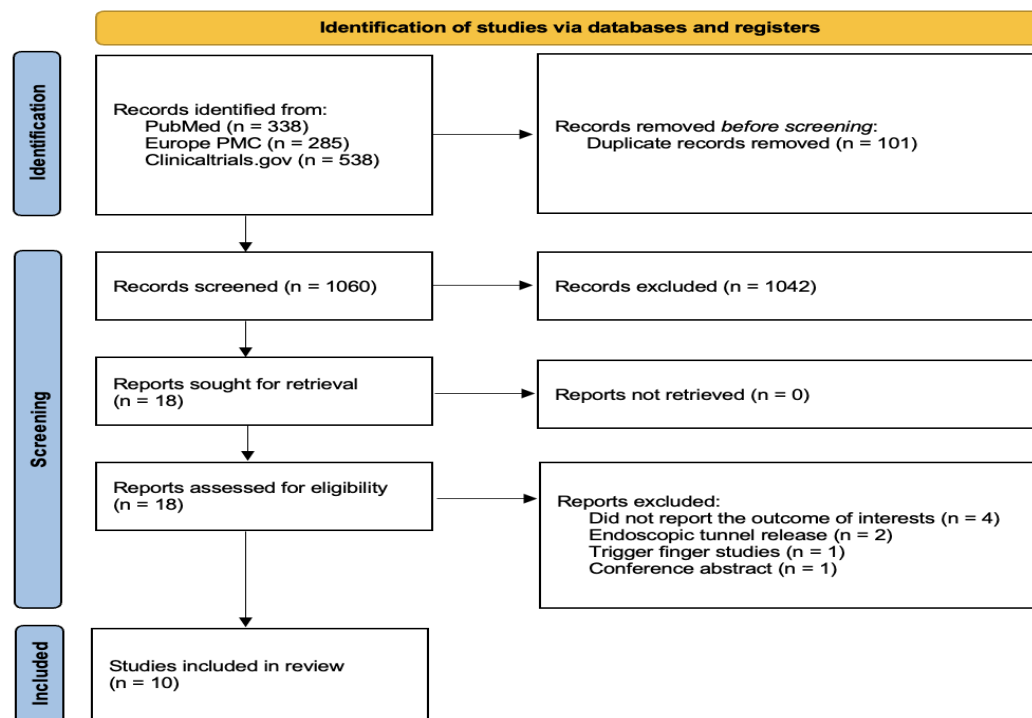 Identification of studies via databases and registers
Identification
Records identified from:
PubMed (n = 338)
Europe PMC (n = 285)
Clinicaltrials.gov (n = 538)
Records removed before screening:
Duplicate records removed (n = 101)
Screening
Records screened (n = 1060)
Records excluded (n = 1042)
Reports sought for retrieval
(n = 18)
Reports not retrieved (n = 0)
Reports assessed for eligibility
(n = 18)
Reports excluded:
Did not report the outcome of interests (n = 4)
Endoscopic tunnel release (n = 2)
Trigger finger studies (n = 1)
Conference abstract (n = 1)
Included
Studies included in review
(n = 10)